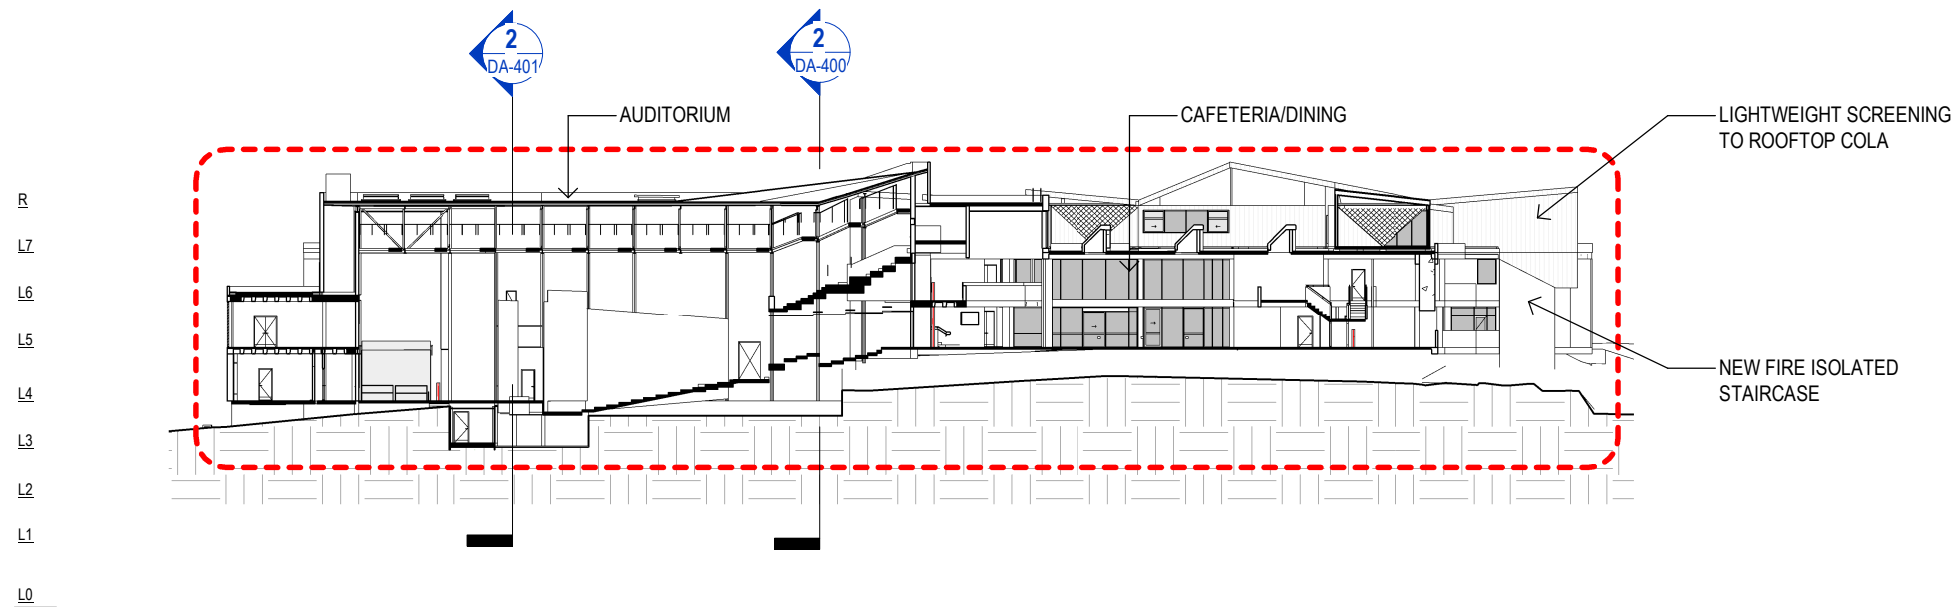 2
DA-401
2
DA-400
AUDITORIUM
CAFETERIA/DINING
LIGHTWEIGHT SCREENING
TO ROOFTOP COLA
R
L7
L6
L5
NEW FIRE ISOLATED
STAIRCASE
L4
L3
L2
L1
L0